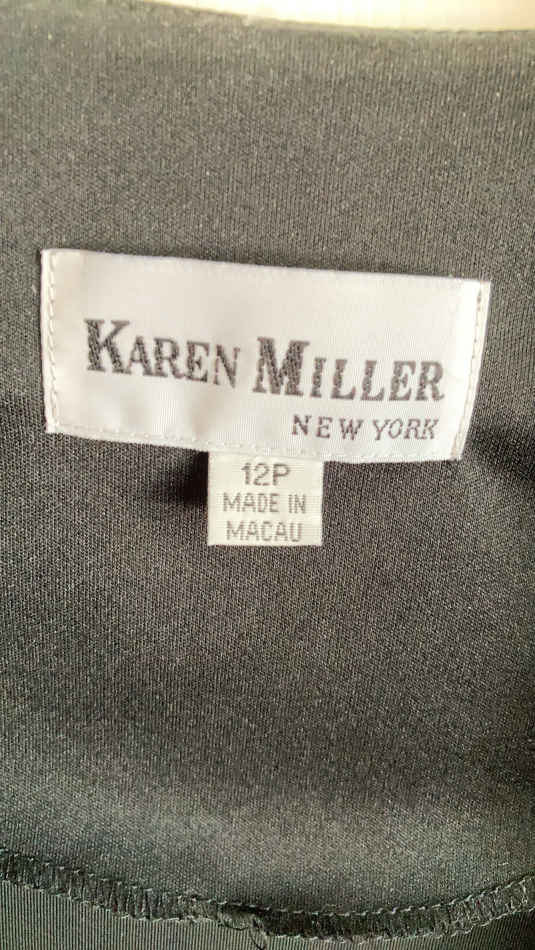 KAREN MILLER
NEW YORK
12P
MADE IN
MACAU